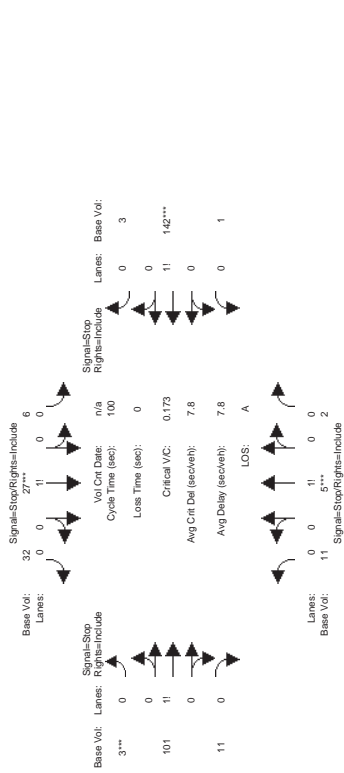 Signal=Stop/Rights=Include
Base Vol: 32 27*** 6
Lanes: 0 0 1! 0 0
Signal=Stop
Rights=Include
Base Vol: Lanes:
Vol Cnt Date: n/a
Cycle Time (sec): 100
Signal=Stop
Rights=Include
Lanes: Base Vol:
3*** 0
0 3
0
Loss Time (sec): 0
0
101 1!
Critical V/C: 0.173
1! 142***
0
Avg Crit Del (sec/veh): 7.8
0
11 0
Avg Delay (sec/veh): 7.8
0 1
LOS: A
Lanes: 0 0 1! 0 0
Base Vol: 11 5*** 2
Signal=Stop/Rights=Include